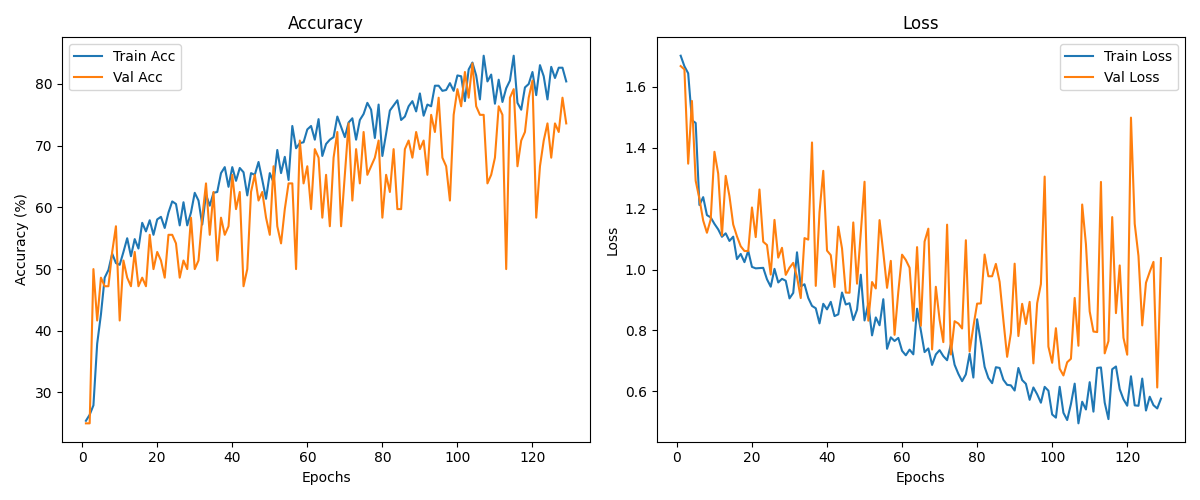 Accuracy
Train Acc
Val Acc
Accuracy (%)
80
70
60
50
40
30
0 20 40 60 80 100 120
Epochs
Loss
Train Loss
Val Loss
Loss
1.6
1.4
1.2
1.0
0.8
0.6
0 20 40 60 80 100 120
Epochs